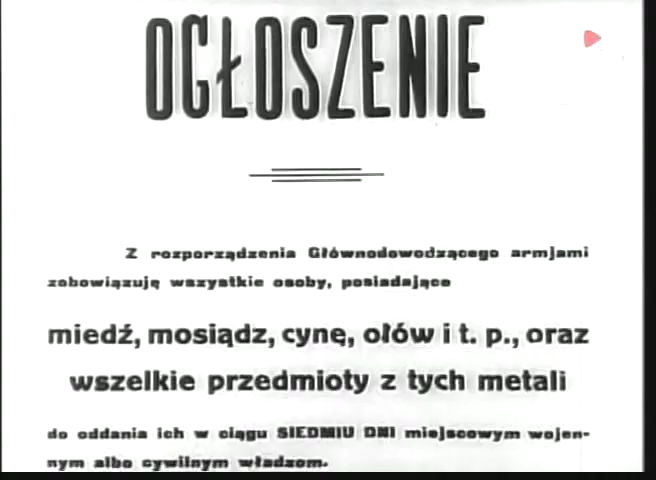 OGŁOSZENIE
Z rozporządzenia Głównodowodzącego armjami
zobowiązuję wszystkie osoby, posiadające
miedź, mosiądz, cynę, ołów i t. p., oraz
wszelkie przedmioty z tych metali
do oddania ich w ciągu SIEDMIU DNI miejscowym wojen-
nym albo cywilnym władzom.